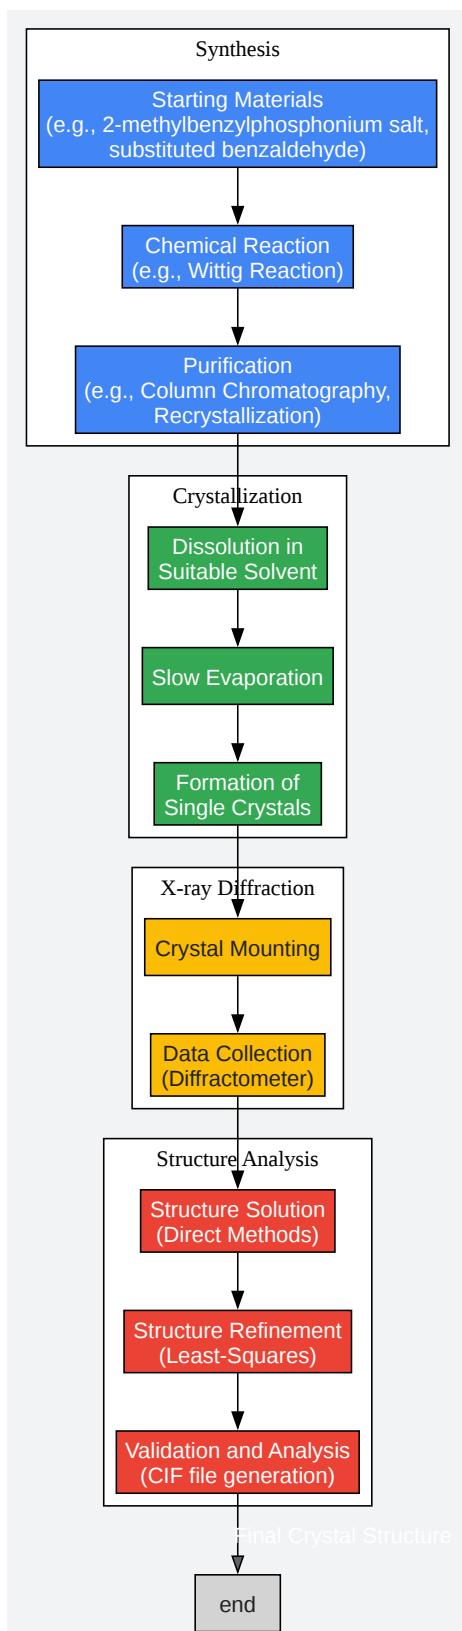 Synthesis
Starting Materials
(e.g., 2-methylbenzylphosphonium salt,
substituted benzaldehyde)
Chemical Reaction
(e.g., Wittig Reaction)
Purification
(e.g., Column Chromatography,
Recrystallization)
Crystallization
Dissolution in
Suitable Solvent
Slow Evaporation
Formation of
Single Crystals
X-ray Diffraction
Crystal Mounting
Data Collection
(Diffractometer)
Structure Analysis
Structure Solution
(Direct Methods)
Structure Refinement
(Least-Squares)
Validation and Analysis
(CIF file generation)
Final Crystal Structure
end